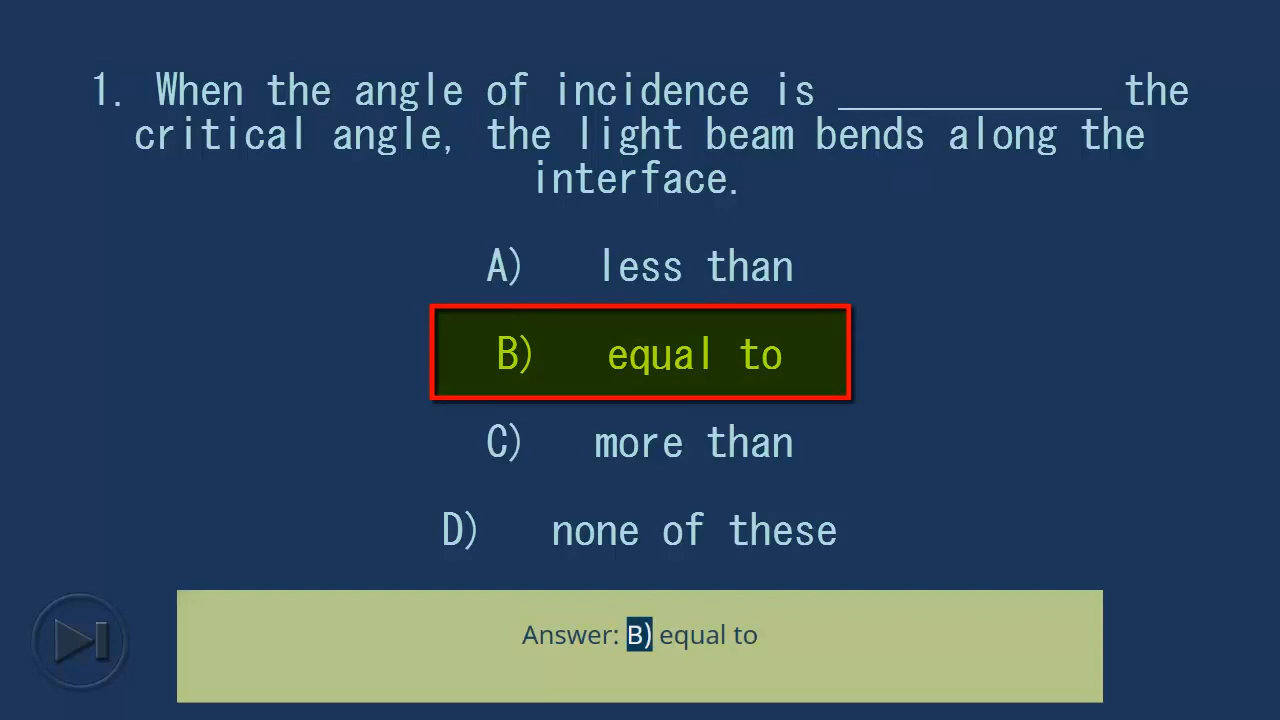 1. When the angle of incidence is ____________ the
critical angle, the light beam bends along the
interface.
A) less than
B) equal to
C) more than
D) none of these
Answer: B) equal to